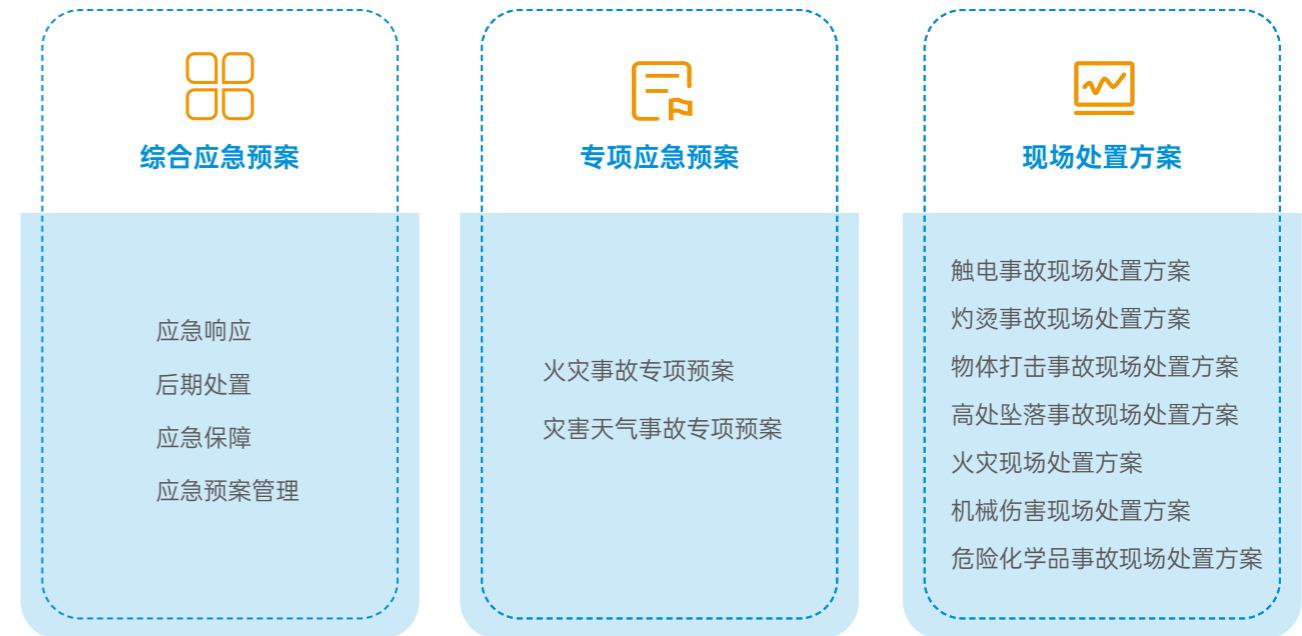 综合应急预案
应急响应
后期处置
应急保障
应急预案管理
专项应急预案
火灾事故专项预案
灾害天气事故专项预案
现场处置方案
触电事故现场处置方案
灼烫事故现场处置方案
物体打击事故现场处置方案
高处坠落事故现场处置方案
火灾现场处置方案
机械伤害现场处置方案
危险化学品事故现场处置方案